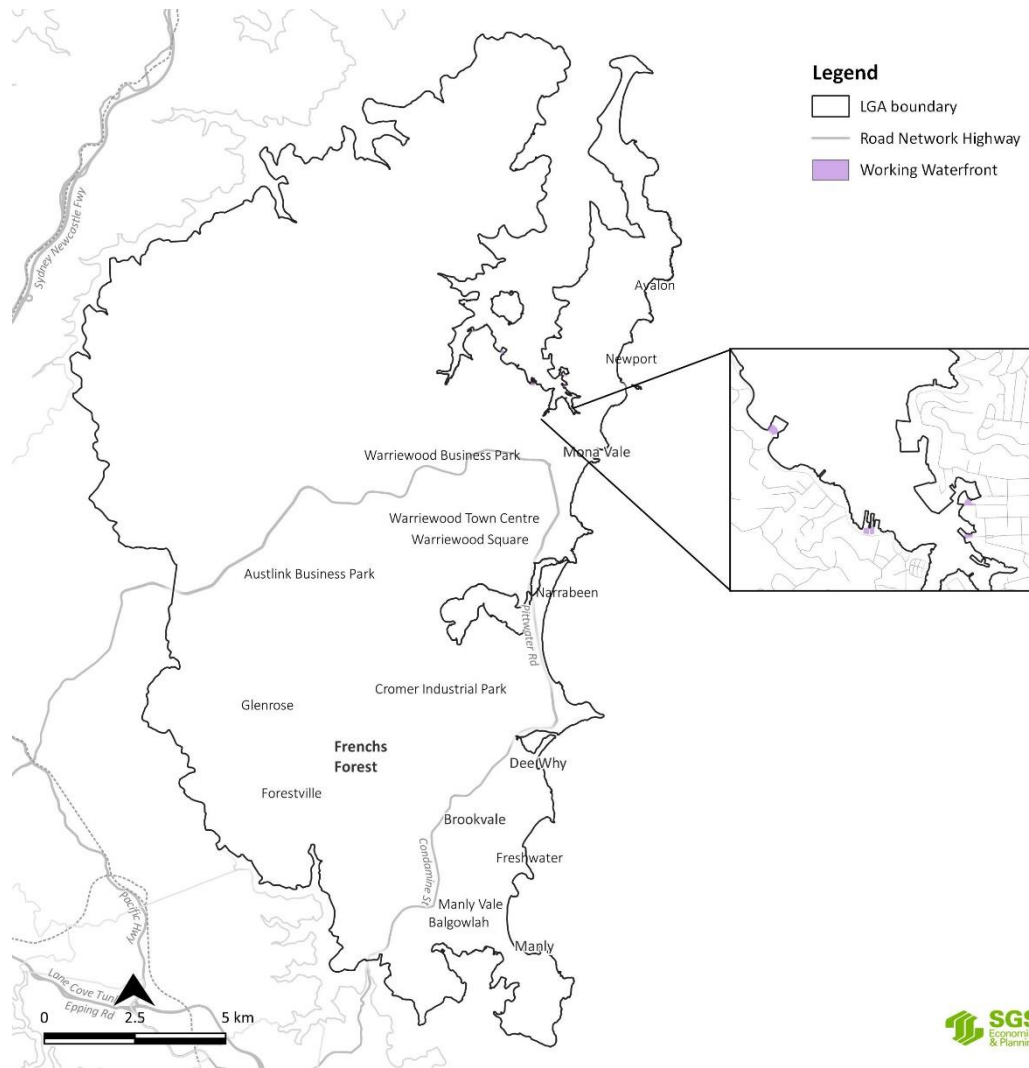 Legend
LGA boundary
Road Network Highway
Working Waterfront
Sydney Newcastle Fwy
Avalon
Newport
Mona Vale
Warriewood Business Park
Warriewood Town Centre
Warriewood Square
Austlink Business Park
Narrabeen
Pittwater Rd
Cromer Industrial Park
Glenrose
Frenchs
Forest
Dee Why
Forestville
Brookvale
Condamine St
Freshwater
Manly Vale
Balgowlah
Manly
Pacific Hwy
Lane Cove Tun
Epping Rd
0 2.5 5 km
SGS
Economi
& Plannin